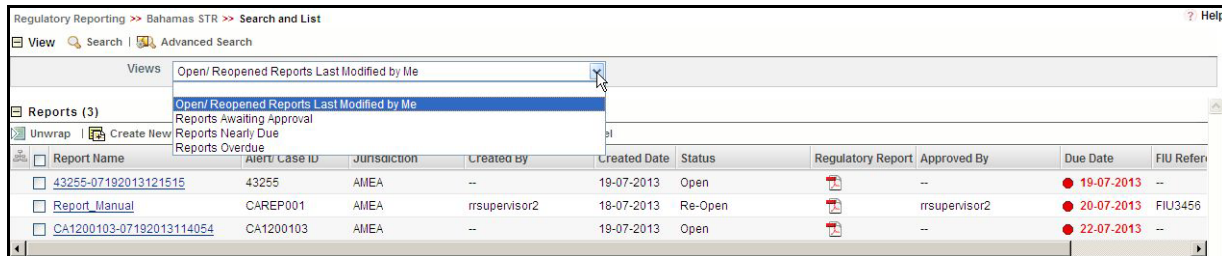 Regulatory Reporting >> Bahamas STR >> Search and List ? Help
View Search | Advanced Search
Views Open/ Reopened Reports Last Modified by Me
Open/ Reopened Reports Last Modified by Me
Reports Awaiting Approval
Reports Nearly Due
Reports Overdue
Reports (3)
Unwrap | Create New
Report Name Alert/ Case ID Jurisdiction Created By Created Date Status Regulatory Report Approved By Due Date FIU Refere
43255-07192013121515 43255 AMEA -- 19-07-2013 Open -- 19-07-2013 --
Report_Manual CAREP001 AMEA rrsupervisor2 18-07-2013 Re-Open rrsupervisor2 20-07-2013 FIU3456
CA1200103-07192013114054 CA1200103 AMEA -- 19-07-2013 Open -- 22-07-2013 --